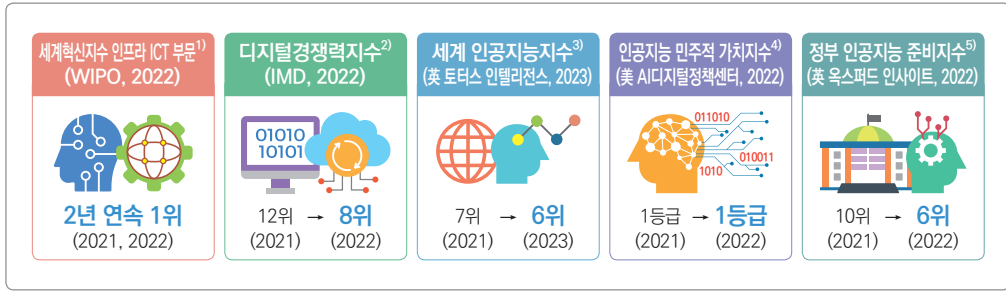 세계혁신지수 인프라 ICT 부문1)
(WIPO, 2022)
2년 연속 1위
(2021, 2022)
디지털경쟁력지수2)
(IMD, 2022)
01010
10101
12위 → 8위
(2021) (2022)
세계 인공지능지수3)
(英 토터스 인텔리전스, 2023)
7위 → 6위
(2021) (2023)
인공지능 민주적 가치지수4)
(美 AI디지털정책센터, 2022)
011010
010011
1010
1등급 → 1등급
(2021) (2022)
정부 인공지능 준비지수5)
(英 옥스퍼드 인사이트, 2022)
10위 → 6위
(2021) (2022)